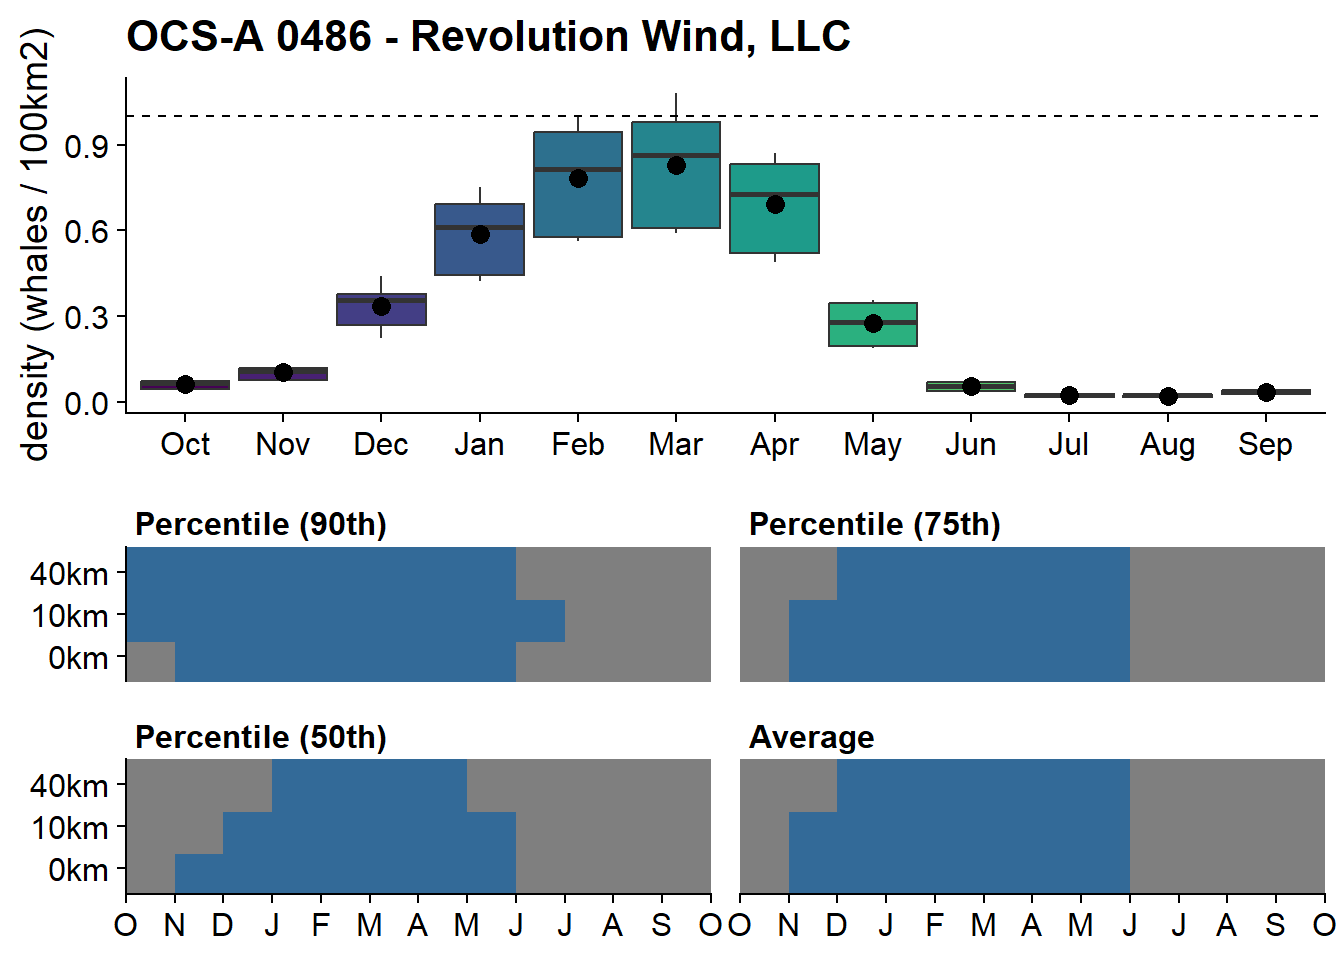 OCS-A 0486 - Revolution Wind, LLC
density (whales / 100km2)
0.9
0.6
0.3
0.0
Oct Nov Dec Jan Feb Mar Apr May Jun Jul Aug Sep
Percentile (90th) Percentile (75th)
40km
10km
0km
Percentile (50th) Average
40km
10km
0km
O N D J F M A M J J A S O O N D J F M A M J J A S O